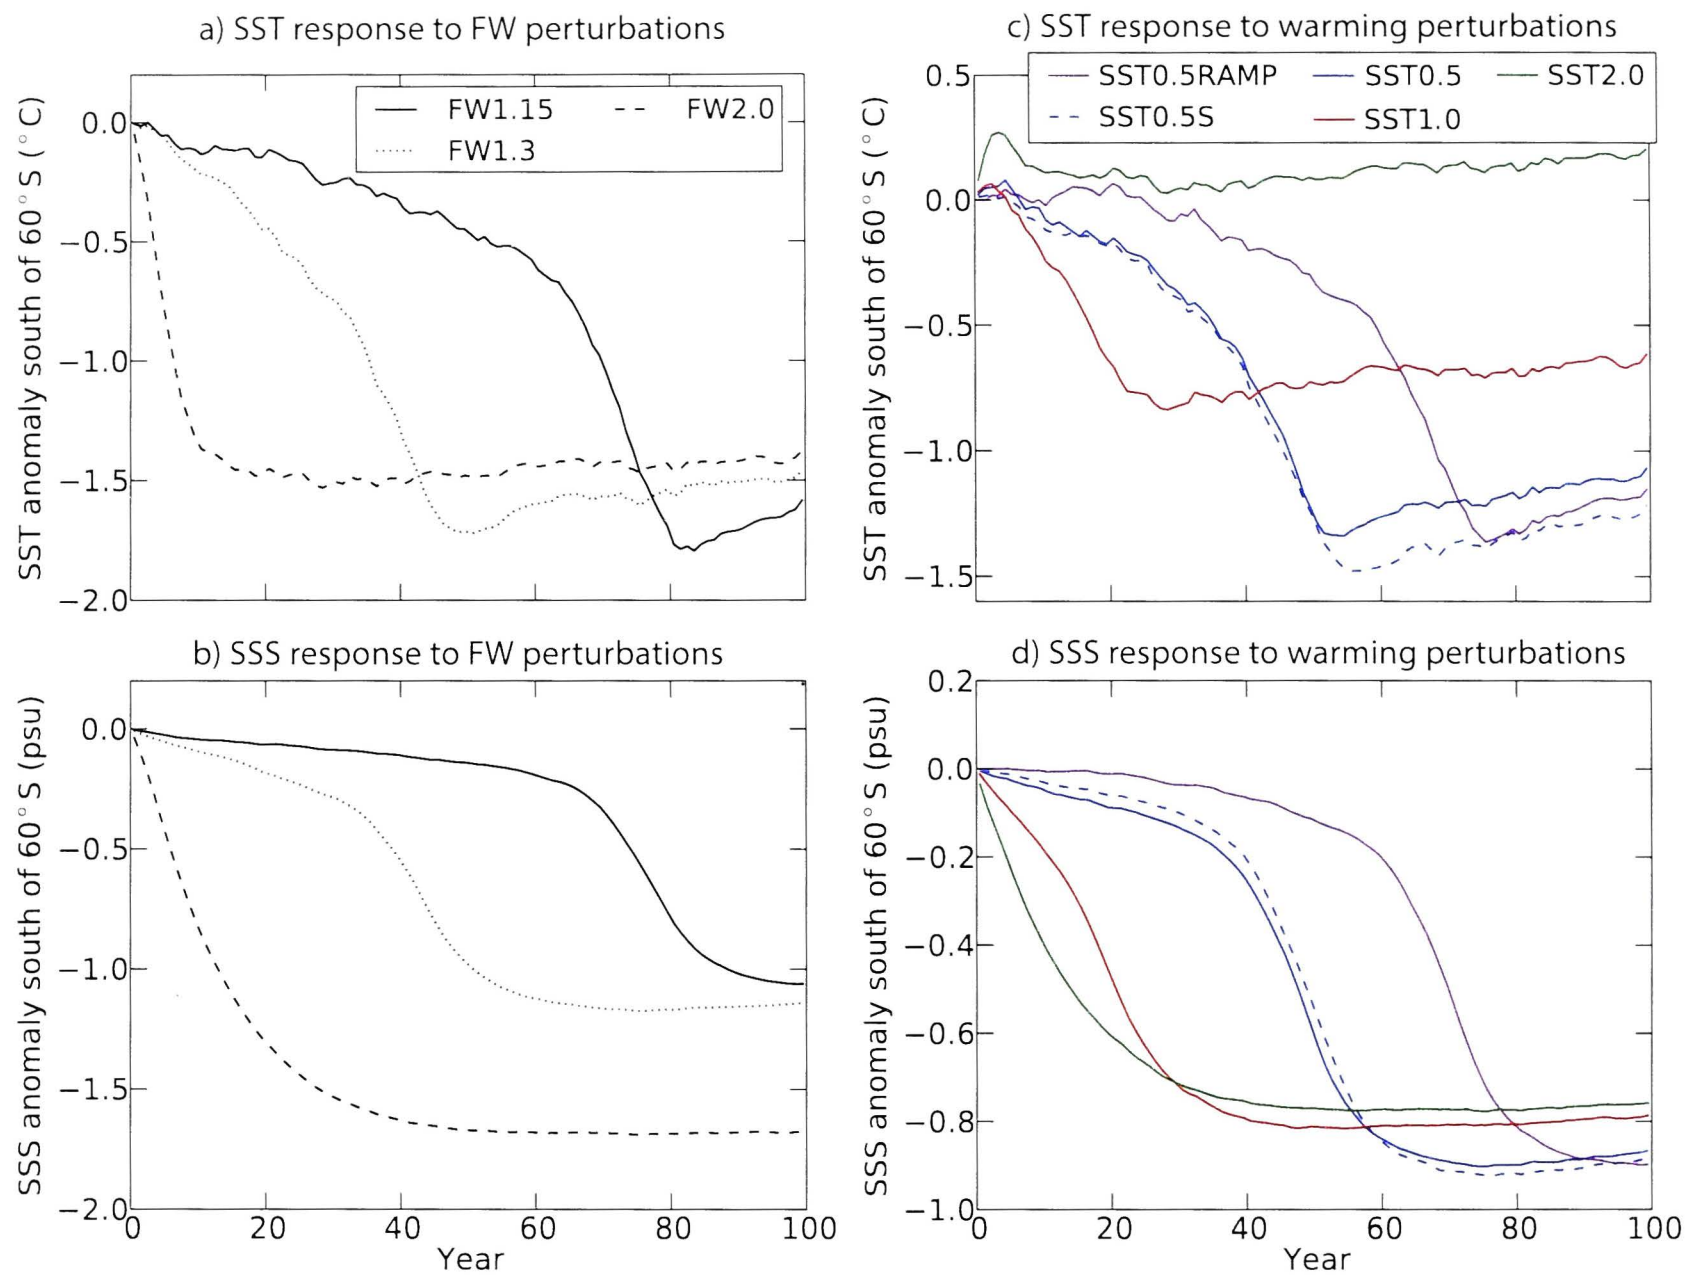 a) SST response to FW perturbations
SST anomaly south of 60°S (°C)
0.0
−0.5
−1.0
−1.5
−2.0
FW1.15
FW2.0
FW1.3
c) SST response to warming perturbations
SST anomaly south of 60°S (°C)
0.5
0.0
−0.5
−1.0
−1.5
SST0.5RAMP
SST0.5
SST2.0
SST0.5S
SST1.0
0 20 40 60 80 100
b) SSS response to FW perturbations
SSS anomaly south of 60°S (psu)
0.0
−0.5
−1.0
−1.5
−2.0
0 20 40 60 80 100
Year
d) SSS response to warming perturbations
SSS anomaly south of 60°S (psu)
0.2
0.0
−0.2
−0.4
−0.6
−0.8
−1.0
0 20 40 60 80 100
Year